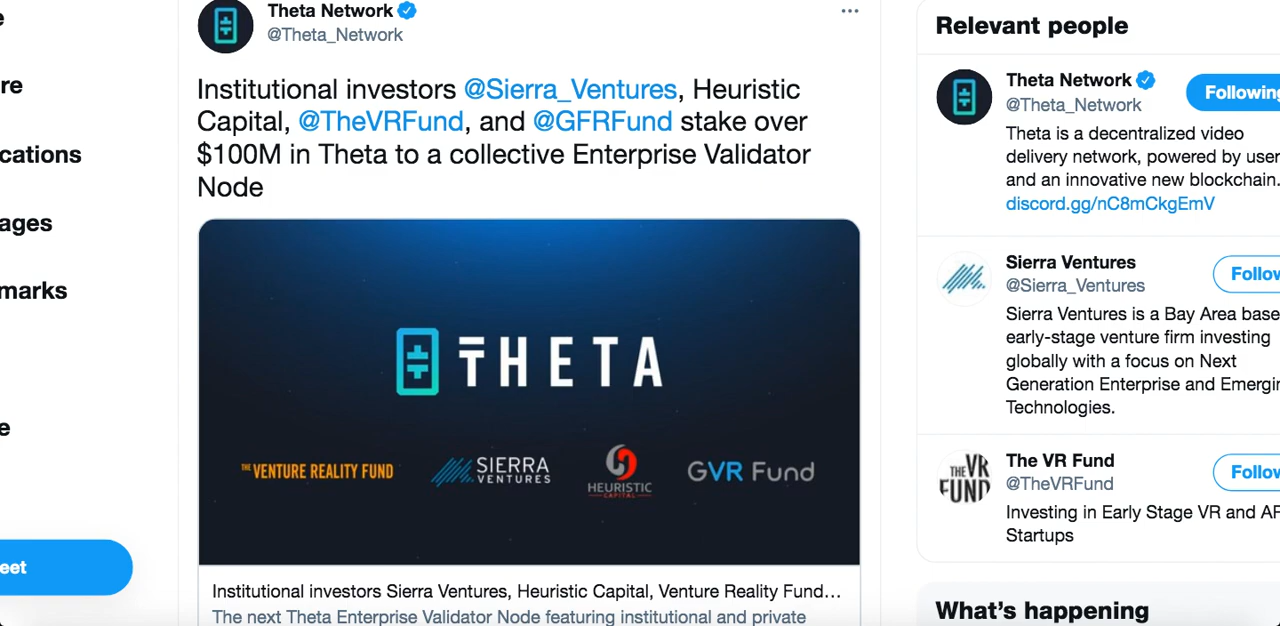 e
re
cations
ages
marks
e
eet
Theta Network
@Theta_Network
Institutional investors @Sierra_Ventures, Heuristic
Capital, @TheVRFund, and @GFRFund stake over
$100M in Theta to a collective Enterprise Validator
Node
THETA
THE VENTURE REALITY FUND
SIERRA
VENTURES
HEURISTIC
CAPITAL
GVR Fund
Institutional investors Sierra Ventures, Heuristic Capital, Venture Reality Fund...
The next Theta Enterprise Validator Node featuring institutional and private
Relevant people
Theta Network
@Theta_Network
Following
Theta is a decentralized video
delivery network, powered by user
and an innovative new blockchain.
discord.gg/nC8mCkgEmV
Sierra Ventures
@Sierra_Ventures
Follow
Sierra Ventures is a Bay Area base
early-stage venture firm investing
globally with a focus on Next
Generation Enterprise and Emergin
Technologies.
THE VR
FUND
The VR Fund
@TheVRFund
Follow
Investing in Early Stage VR and AR
Startups
What's happening